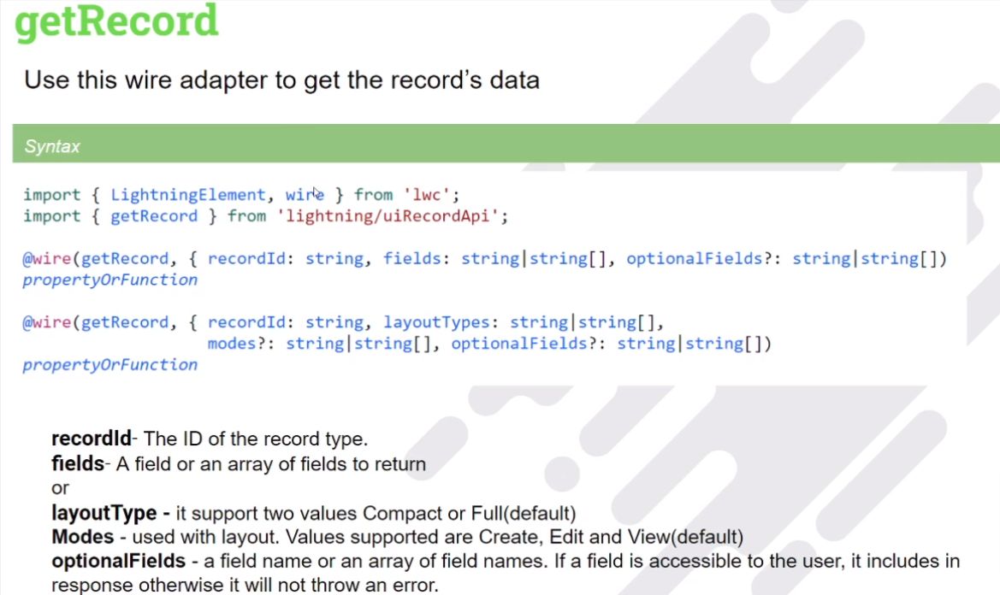 getRecord
Use this wire adapter to get the record’s data
Syntax
import { LightningElement, wire } from 'lwc';
import { getRecord } from 'lightning/uiRecordApi';
@wire(getRecord, { recordId: string, fields: string|string[], optionalFields?: string|string[])
propertyOrFunction
@wire(getRecord, { recordId: string, layoutTypes: string|string[],
modes?: string|string[], optionalFields?: string|string[])
propertyOrFunction
recordId- The ID of the record type.
fields- A field or an array of fields to return
or
layoutType - it support two values Compact or Full(default)
Modes - used with layout. Values supported are Create, Edit and View(default)
optionalFields - a field name or an array of field names. If a field is accessible to the user, it includes in
response otherwise it will not throw an error.